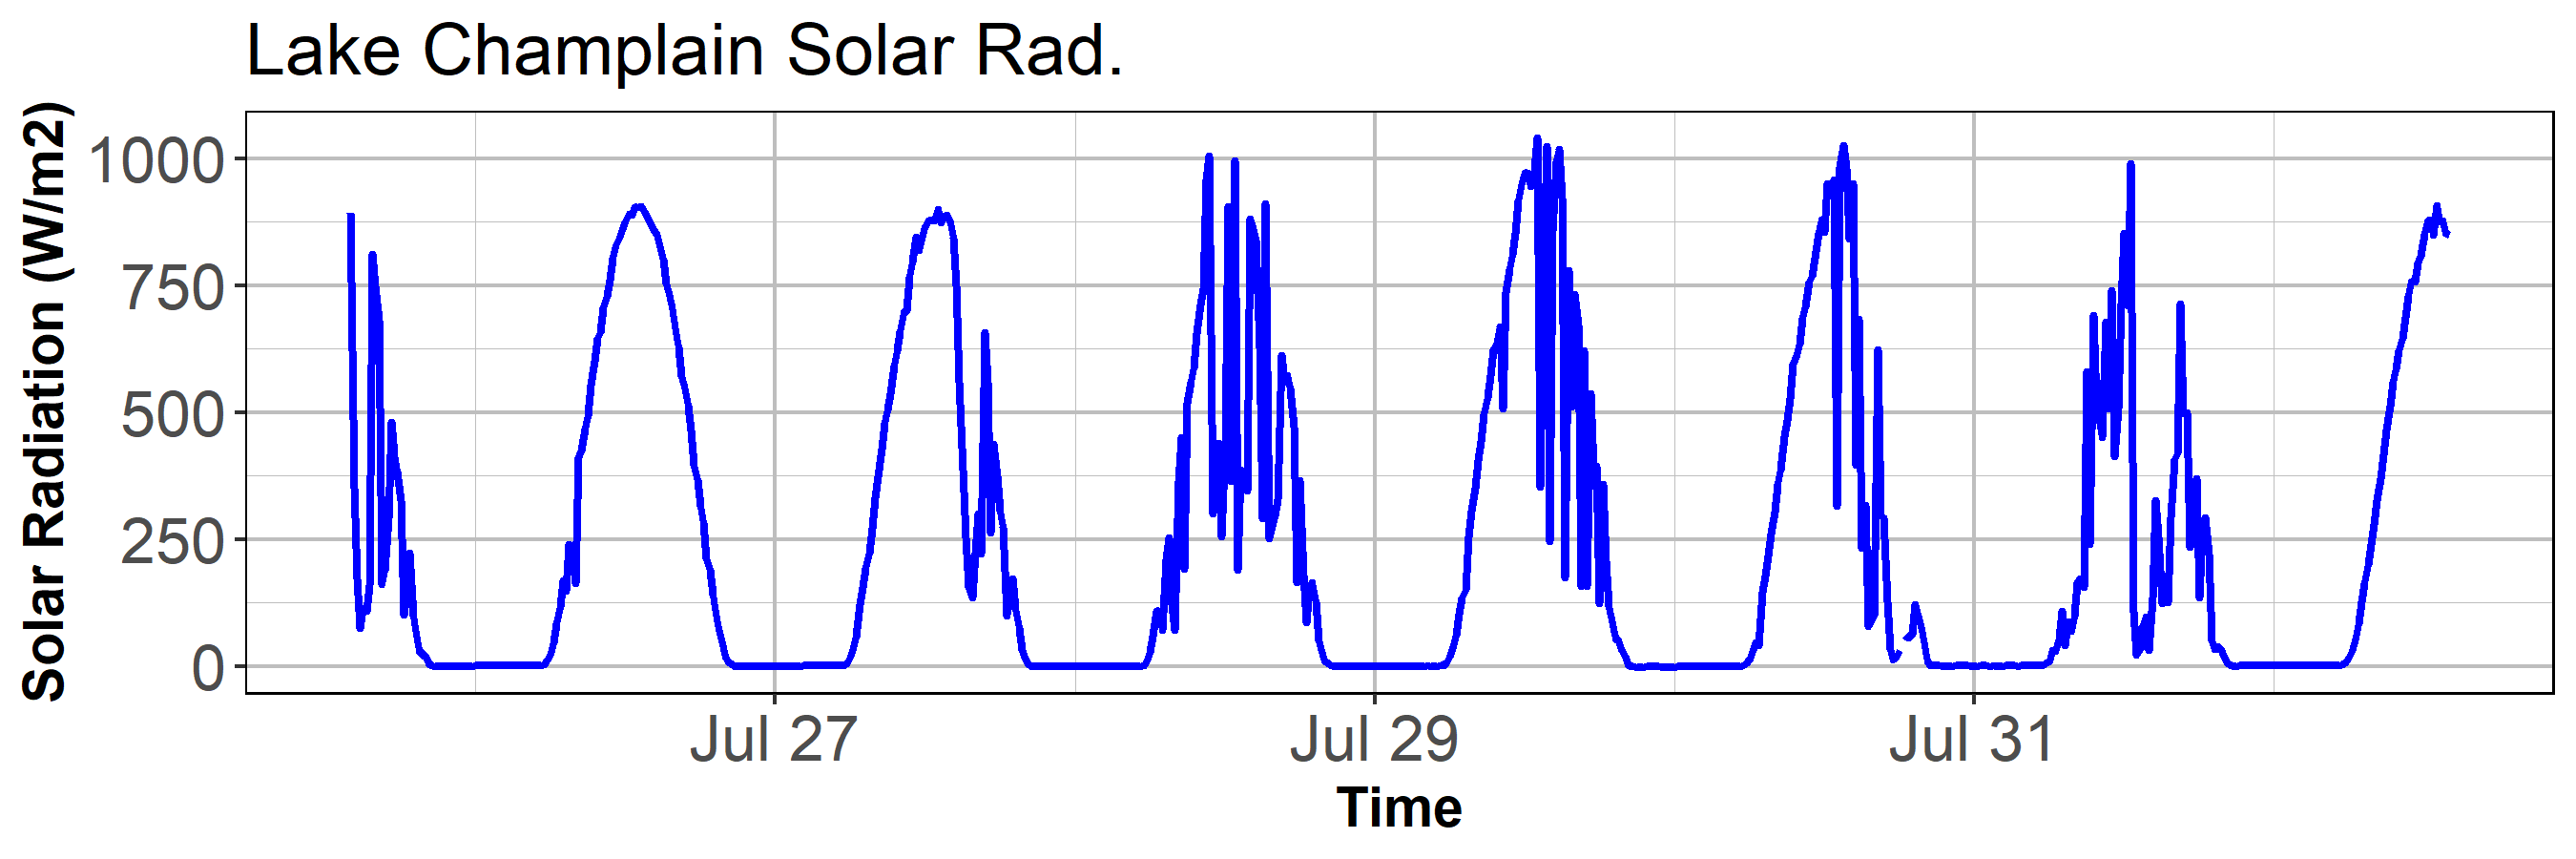 Lake Champlain Solar Rad.
Solar Radiation (W/m2)
1000
750
500
250
0
Jul 27 Jul 29 Jul 31
Time